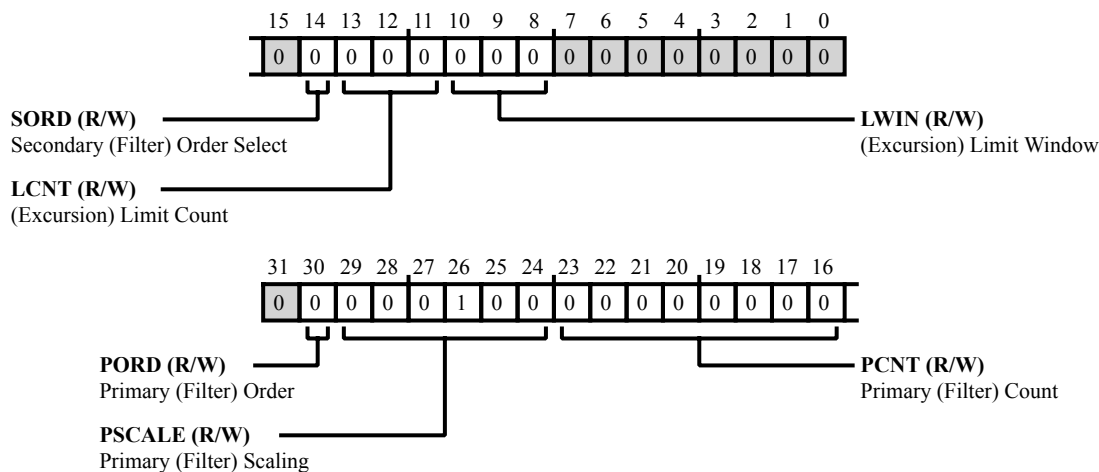 15 14 13 12 11 10 9 8 7 6 5 4 3 2 1 0
0 0 0 0 0 0 0 0 0 0 0 0 0 0 0 0
SORD (R/W)
Secondary (Filter) Order Select
LWIN (R/W)
(Excursion) Limit Window
LCNT (R/W)
(Excursion) Limit Count
31 30 29 28 27 26 25 24 23 22 21 20 19 18 17 16
0 0 0 0 0 1 0 0 0 0 0 0 0 0 0 0
PORD (R/W)
Primary (Filter) Order
PCNT (R/W)
Primary (Filter) Count
PSCALE (R/W)
Primary (Filter) Scaling